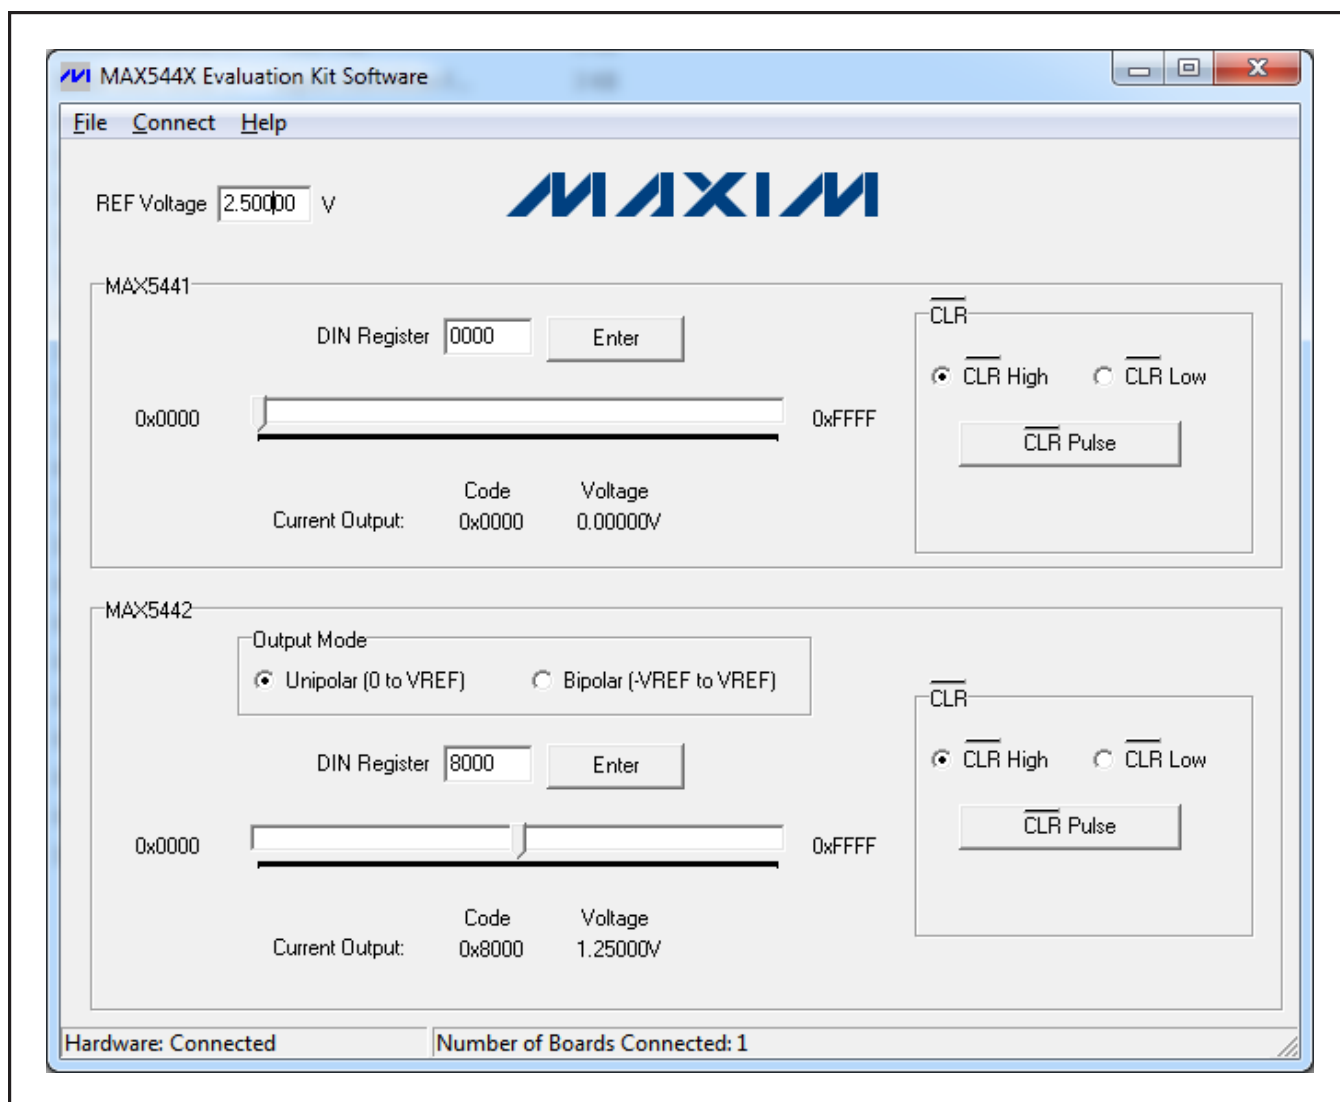 MAX544X Evaluation Kit Software
File Connect Help
REF Voltage 2.50000 V
MAXIM
MAX5441
DIN Register 0000 Enter
0x0000 0xFFFF
Code Voltage
Current Output: 0x0000 0.00000V
CLR
CLR High CLR Low
CLR Pulse
MAX5442
Output Mode
Unipolar (0 to VREF) Bipolar (-VREF to VREF)
DIN Register 8000 Enter
0x0000 0xFFFF
Code Voltage
Current Output: 0x8000 1.25000V
CLR
CLR High CLR Low
CLR Pulse
Hardware: Connected Number of Boards Connected: 1